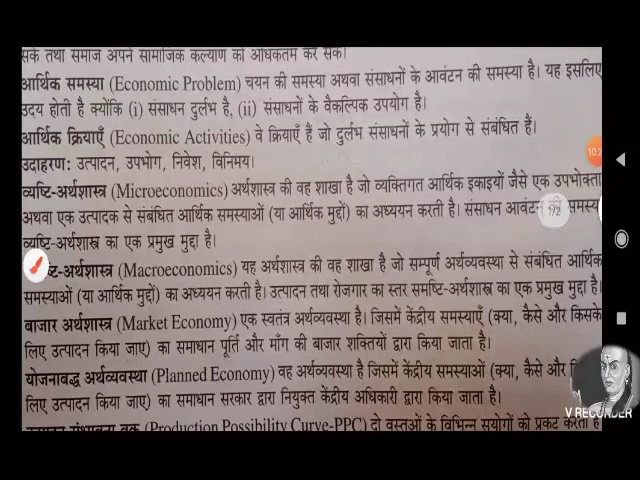 सके तथा समाज अपने सामाजिक कल्याण को अधिकतम कर सके।
आर्थिक समस्या (Economic Problem) चयन की समस्या अथवा संसाधनों के आवंटन की समस्या है। यह इसलिए
उदय होती है क्योंकि (i) संसाधन दुर्लभ है, (ii) संसाधनों के वैकल्पिक उपयोग है।
आर्थिक क्रियाएँ (Economic Activities) वे क्रियाएँ हैं जो दुर्लभ संसाधनों के प्रयोग से संबंधित हैं।
10:2
उदाहरण: उत्पादन, उपभोग, निवेश, विनिमय।
व्यष्टि-अर्थशास्त्र (Microeconomics) अर्थशास्त्र की वह शाखा है जो व्यक्तिगत आर्थिक इकाइयों जैसे एक उपभोक्ता
अथवा एक उत्पादक से संबंधित आर्थिक समस्याओं (या आर्थिक मुद्दों) का अध्ययन करती है। संसाधन आवंटन की समस्य
1/2
व्यष्टि-अर्थशास्त्र का एक प्रमुख मुद्दा है।
ष्टि-अर्थशास्त्र (Macroeconomics) यह अर्थशास्त्र की वह शाखा है जो सम्पूर्ण अर्थव्यवस्था से संबंधित आर्थिक
समस्याओं (या आर्थिक मुद्दों) का अध्ययन करती है। उत्पादन तथा रोजगार का स्तर समष्टि-अर्थशास्त्र का एक प्रमुख मुद्दा है।
बाजार अर्थशास्त्र (Market Economy) एक स्वतंत्र अर्थव्यवस्था है। जिसमें केंद्रीय समस्याएँ (क्या, कैसे और किसके
लिए उत्पादन किया जाए) का समाधान पूर्ति और माँग की बाजार शक्तियों द्वारा किया जाता है।
योजनाबद्ध अर्थव्यवस्था (Planned Economy) वह अर्थव्यवस्था है जिसमें केंद्रीय समस्याओं (क्या, कैसे और
लिए उत्पादन किया जाए) का समाधान सरकार द्वारा नियुक्त केंद्रीय अधिकारी द्वारा किया जाता है।
V RECORDER
(Production Possibility Curve-PPC) दो वस्तुओं के विभिन्न संयोगों को प्रकट करता है